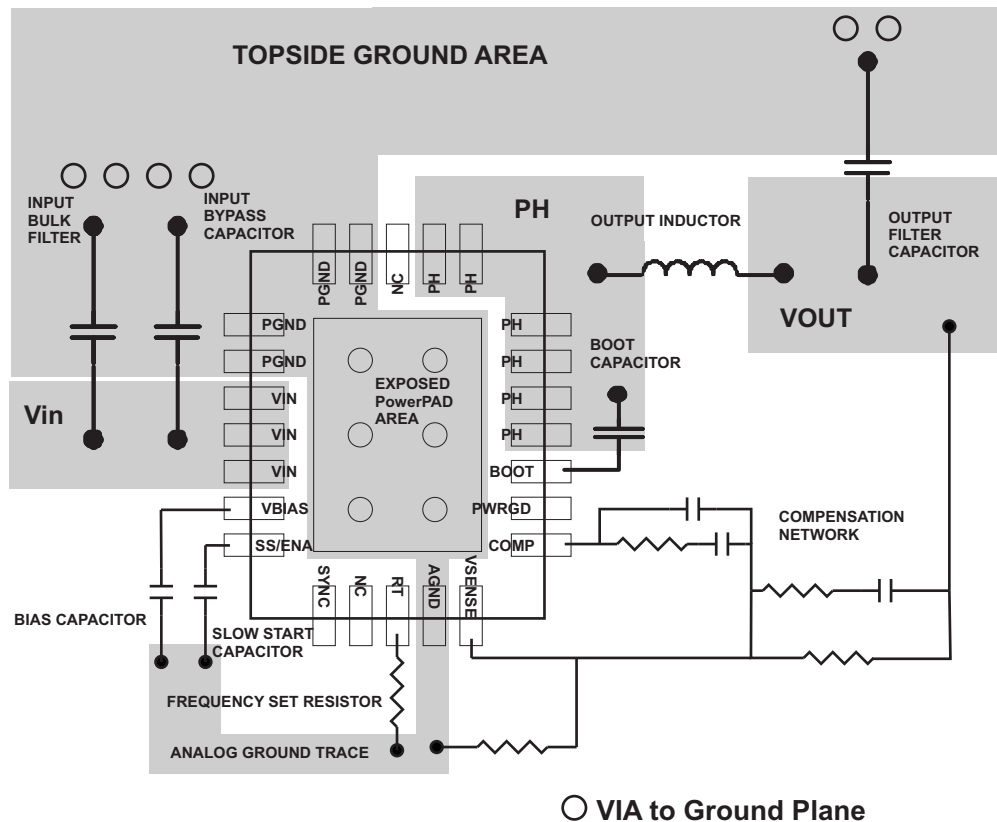 TOPSIDE GROUND AREA
INPUT
BULK
FILTER
INPUT
BYPASS
CAPACITOR
PH
OUTPUT INDUCTOR
OUTPUT
FILTER
CAPACITOR
VOUT
PGND
PGND
NC
PH
PH
PGND
PGND
VIN
VIN
VIN
VBIAS
SS/ENA
Vin
EXPOSED
PowerPAD
AREA
PH
PH
PH
PH
BOOT
PWRGD
COMP
BOOT
CAPACITOR
SYNC
NC
RT
AGND
VSENSE
COMPENSATION
NETWORK
BIAS CAPACITOR
SLOW START
CAPACITOR
FREQUENCY SET RESISTOR
ANALOG GROUND TRACE
VIA to Ground Plane